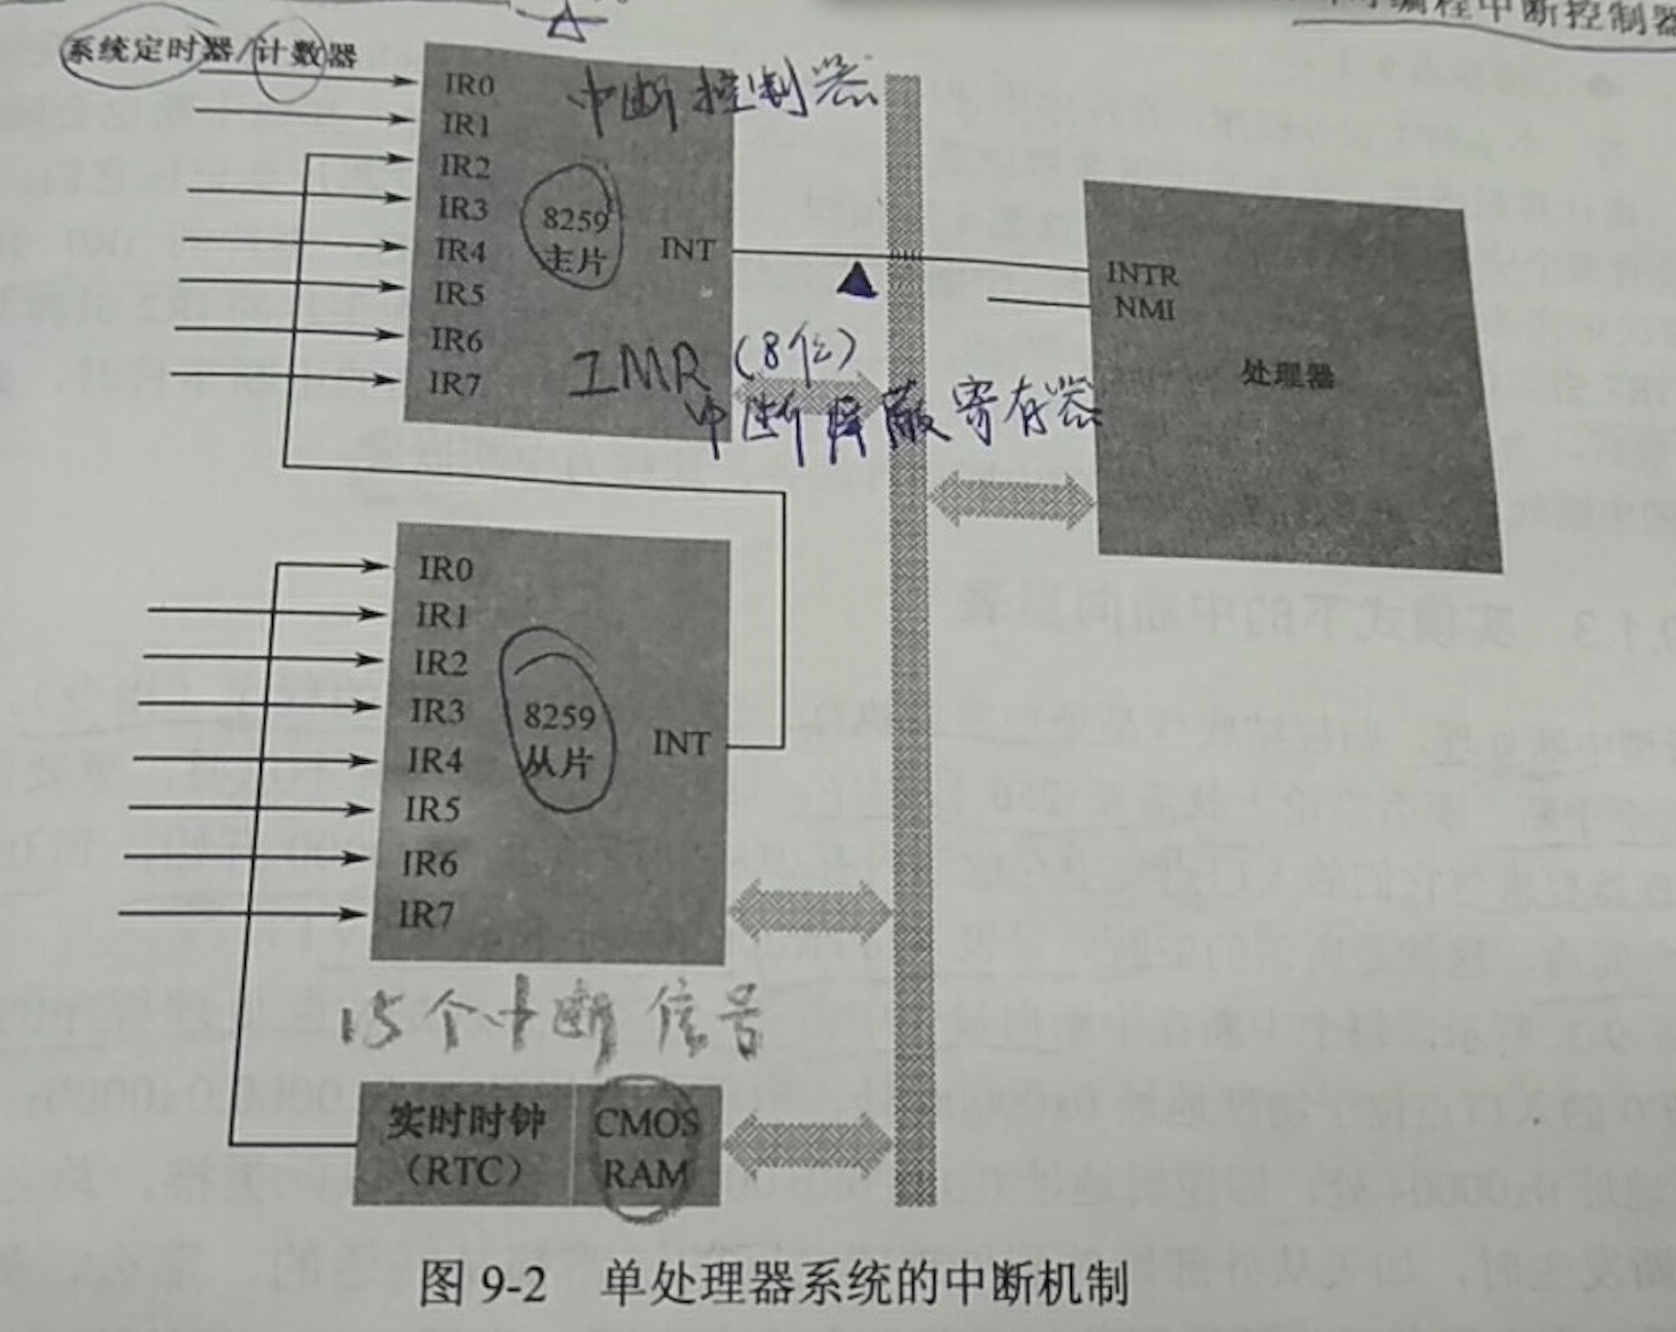 编程中断控制器
系统定时器/计数器
IR0
IR1
IR2
IR3
IR4
IR5
IR6
IR7
中断控制器
8259
主片
INT
IMR（8位）
中断屏蔽寄存器
INTR
NMI
处理器
IR0
IR1
IR2
IR3
IR4
IR5
IR6
IR7
8259
从片
INT
15个中断信号
实时时钟
（RTC）
CMOS
RAM
图 9-2 单处理器系统的中断机制